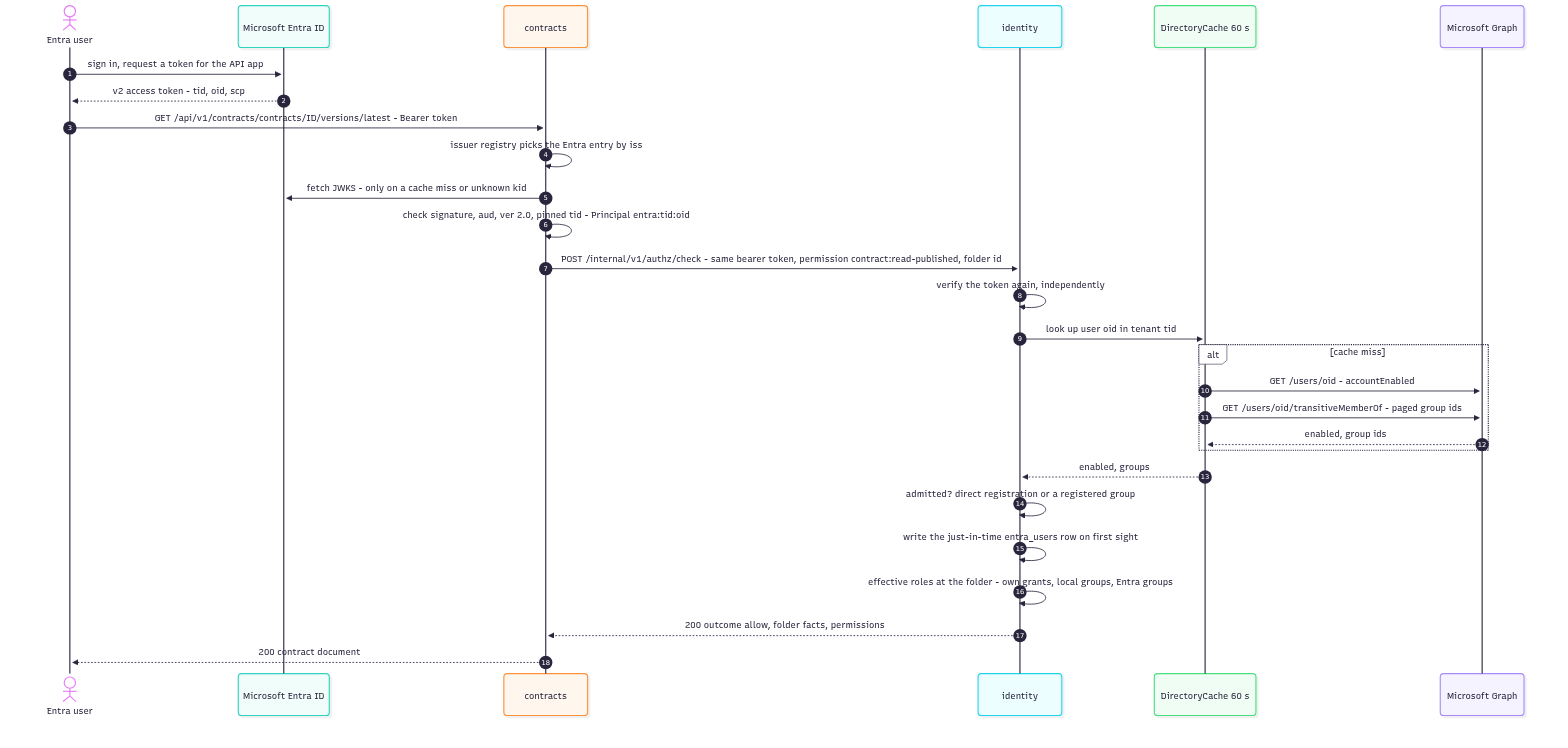 Entra user
Microsoft Entra ID
contracts
identity
DirectoryCache 60 s
Microsoft Graph
1 sign in, request a token for the API app
v2 access token - tid, oid, scp 2
3 GET /api/v1/contracts/contracts/ID/versions/latest - Bearer token
issuer registry picks the Entra entry by iss
4
fetch JWKS - only on a cache miss or unknown kid 5
check signature, aud, ver 2.0, pinned tid - Principal entra:tid:oid
6
7 POST /internal/v1/authz/check - same bearer token, permission contract:read-published, folder id
verify the token again, independently
8
9 look up user oid in tenant tid
alt [cache miss]
10 GET /users/oid - accountEnabled
11 GET /users/oid/transitiveMemberOf - paged group ids
enabled, group ids 12
enabled, groups 13
admitted? direct registration or a registered group
14
write the just-in-time entra_users row on first sight
15
effective roles at the folder - own grants, local groups, Entra groups
16
200 outcome allow, folder facts, permissions 17
200 contract document 18
Entra user
Microsoft Entra ID
contracts
identity
DirectoryCache 60 s
Microsoft Graph